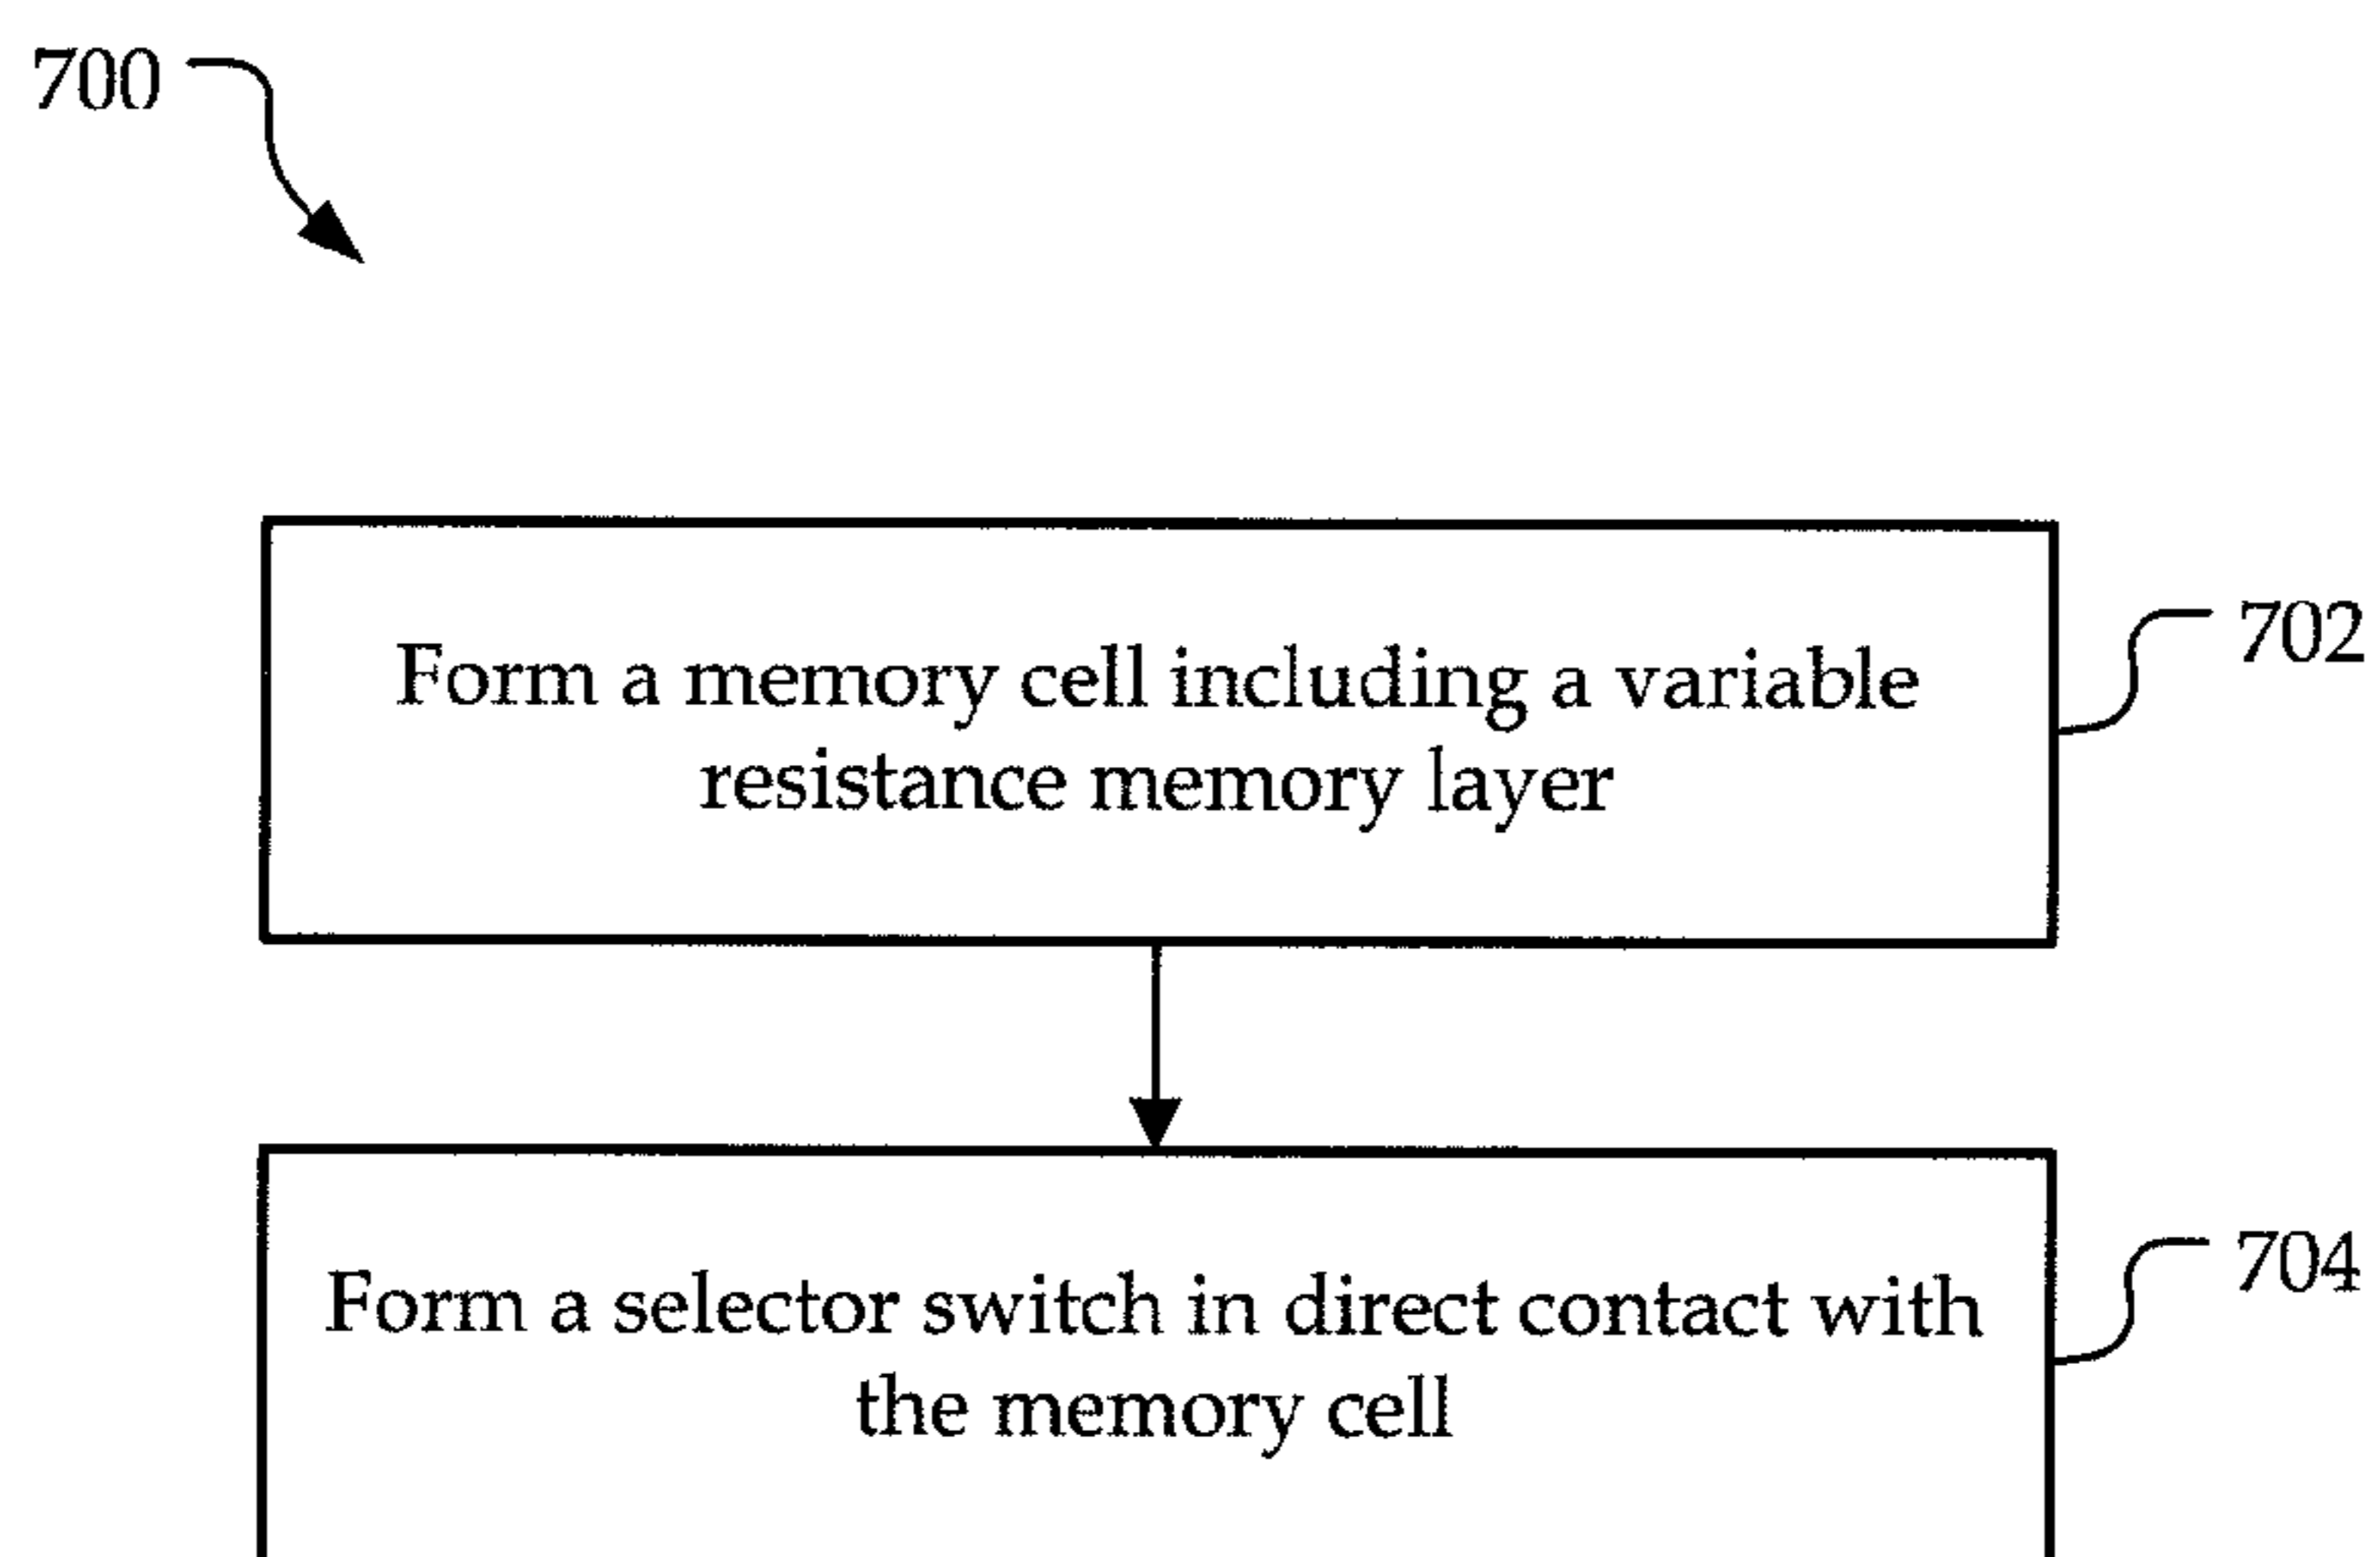 700
Form a memory cell including a variable
resistance memory layer
702
Form a selector switch in direct contact with
the memory cell
704